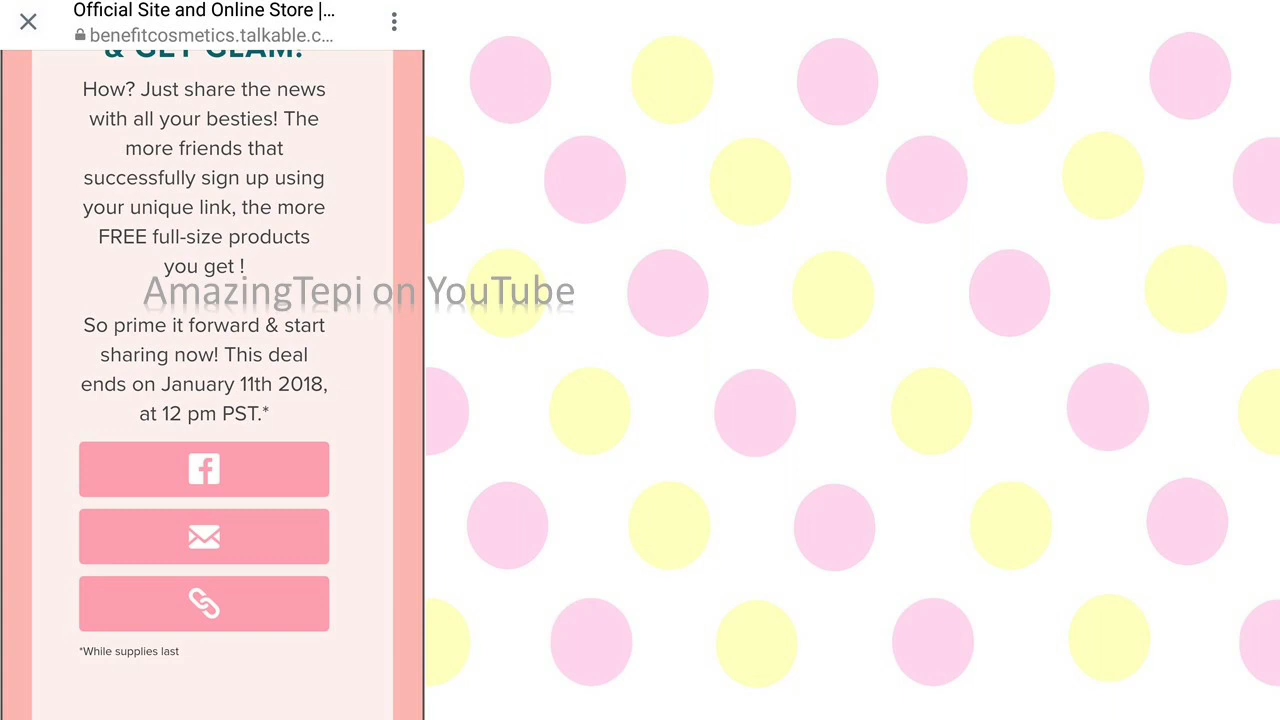 Official Site and Online Store |...
benefitcosmetics.talkable.c...
& GET GLAM!
How? Just share the news
with all your besties! The
more friends that
successfully sign up using
your unique link, the more
FREE full-size products
you get !
AmazingTepi on YouTube
So prime it forward & start
sharing now! This deal
ends on January 11th 2018,
at 12 pm PST.*
*While supplies last